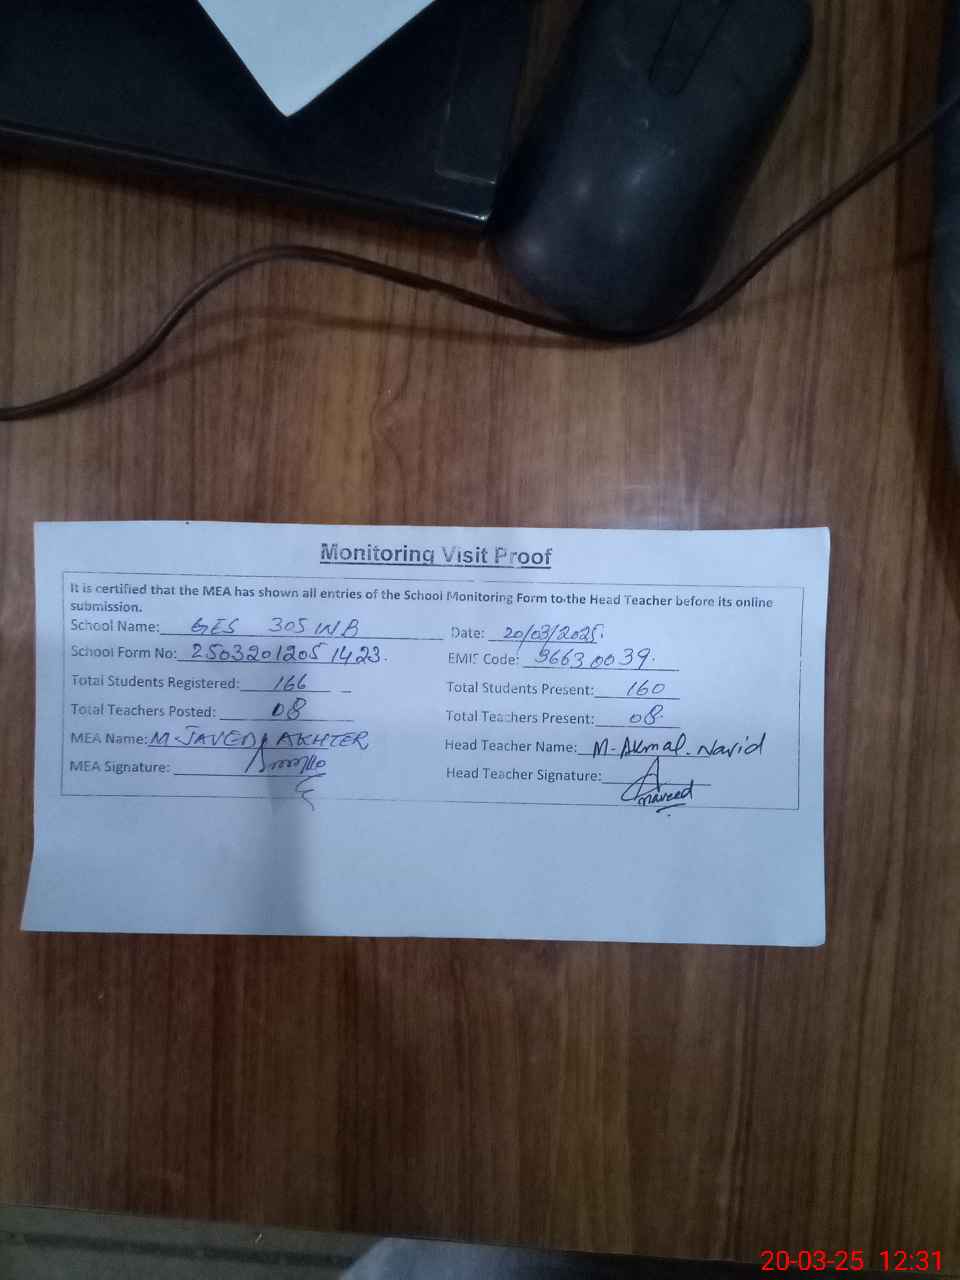 Monitoring Visit Proof
It is certified that the MEA has shown all entries of the School Monitoring Form to the Head Teacher before its online
submission.
School Name: GES 305 WB Date: 20/03/2025.
School Form No: 25032012051423. EMIS Code: 36630039.
Total Students Registered: 166 Total Students Present: 160
Total Teachers Posted: 08 Total Teachers Present: 08.
MEA Name: M. JAVED AKHTER Head Teacher Name: M. Akmal. Navid
MEA Signature: Head Teacher Signature: naveed
20-03-25 12:31